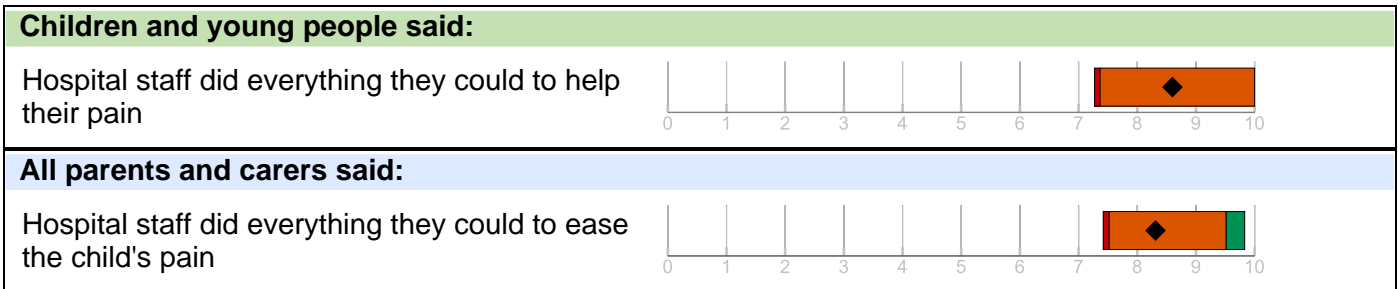 Children and young people said:
Hospital staff did everything they could to help
their pain
0 1 2 3 4 5 6 7 8 9 10
All parents and carers said:
Hospital staff did everything they could to ease
the child's pain
0 1 2 3 4 5 6 7 8 9 10